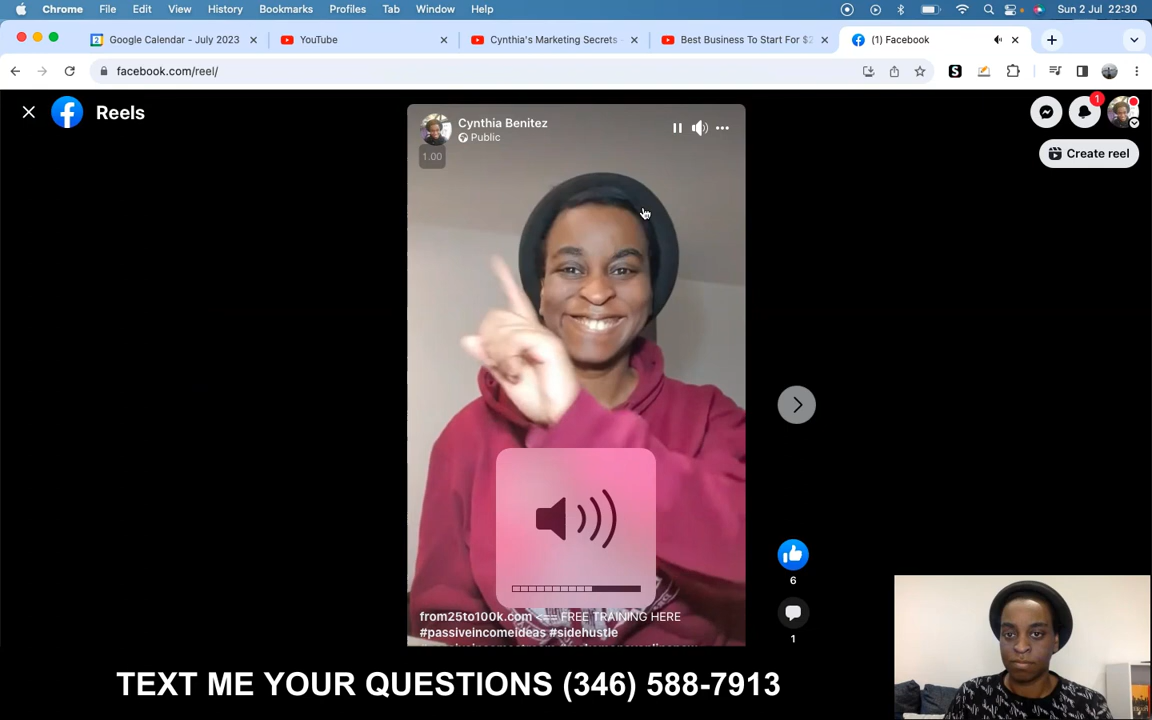 Chrome File Edit View History Bookmarks Profiles Tab Window Help Sun 2 Jul 22:30
2 Google Calendar - July 2023 YouTube Cynthia's Marketing Secrets - Best Business To Start For $2 (1) Facebook
facebook.com/reel/
Reels
1
Create reel
Cynthia Benitez
Public
1.00
6
1
from25to100k.com <== FREE TRAINING HERE
#passiveincomeideas #sidehustle
TEXT ME YOUR QUESTIONS (346) 588-7913